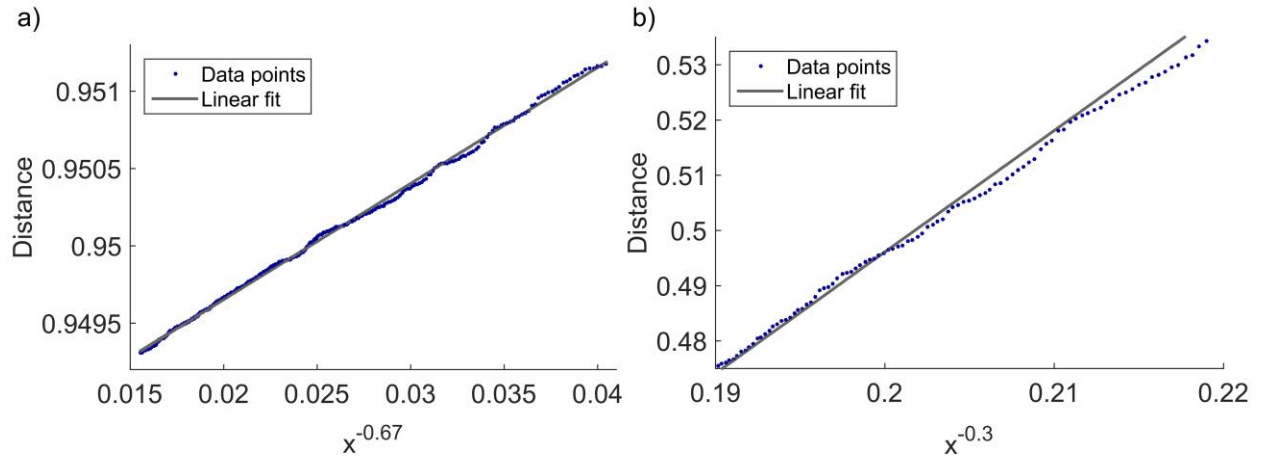 a)
Data points
Linear fit
0.951
0.9505
0.95
0.9495
Distance
0.015 0.02 0.025 0.03 0.035 0.04
x^-0.67
b)
Data points
Linear fit
0.53
0.52
0.51
0.5
0.49
0.48
Distance
0.19 0.2 0.21 0.22
x^-0.3